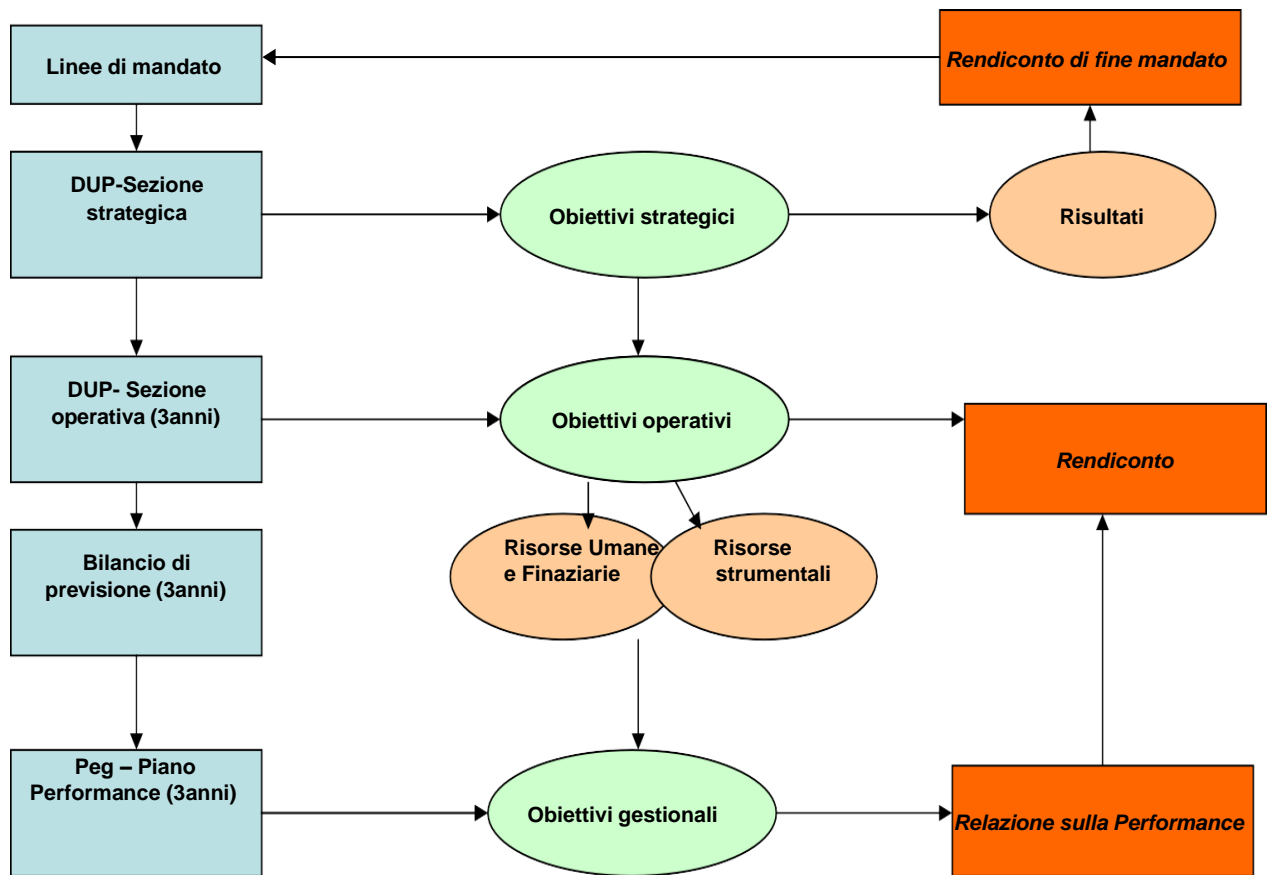 Linee di mandato
Rendiconto di fine mandato
DUP-Sezione
strategica
Obiettivi strategici
Risultati
DUP- Sezione
operativa (3anni)
Obiettivi operativi
Rendiconto
Bilancio di
previsione (3anni)
Risorse Umane
e Finaziarie
Risorse
strumentali
Peg – Piano
Performance (3anni)
Obiettivi gestionali
Relazione sulla Performance